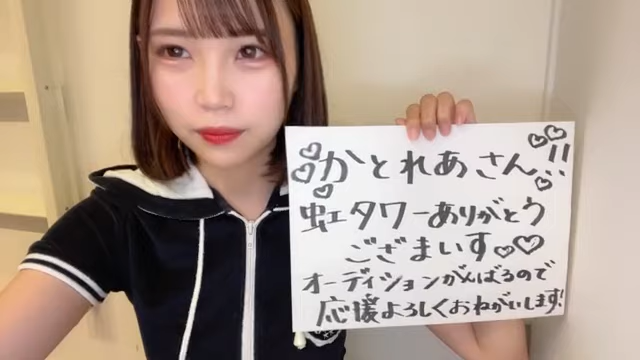 かとれあさん!!
虹タワーありがとう
ございます
オーディションがんばるので
応援よろしくおねがいします!